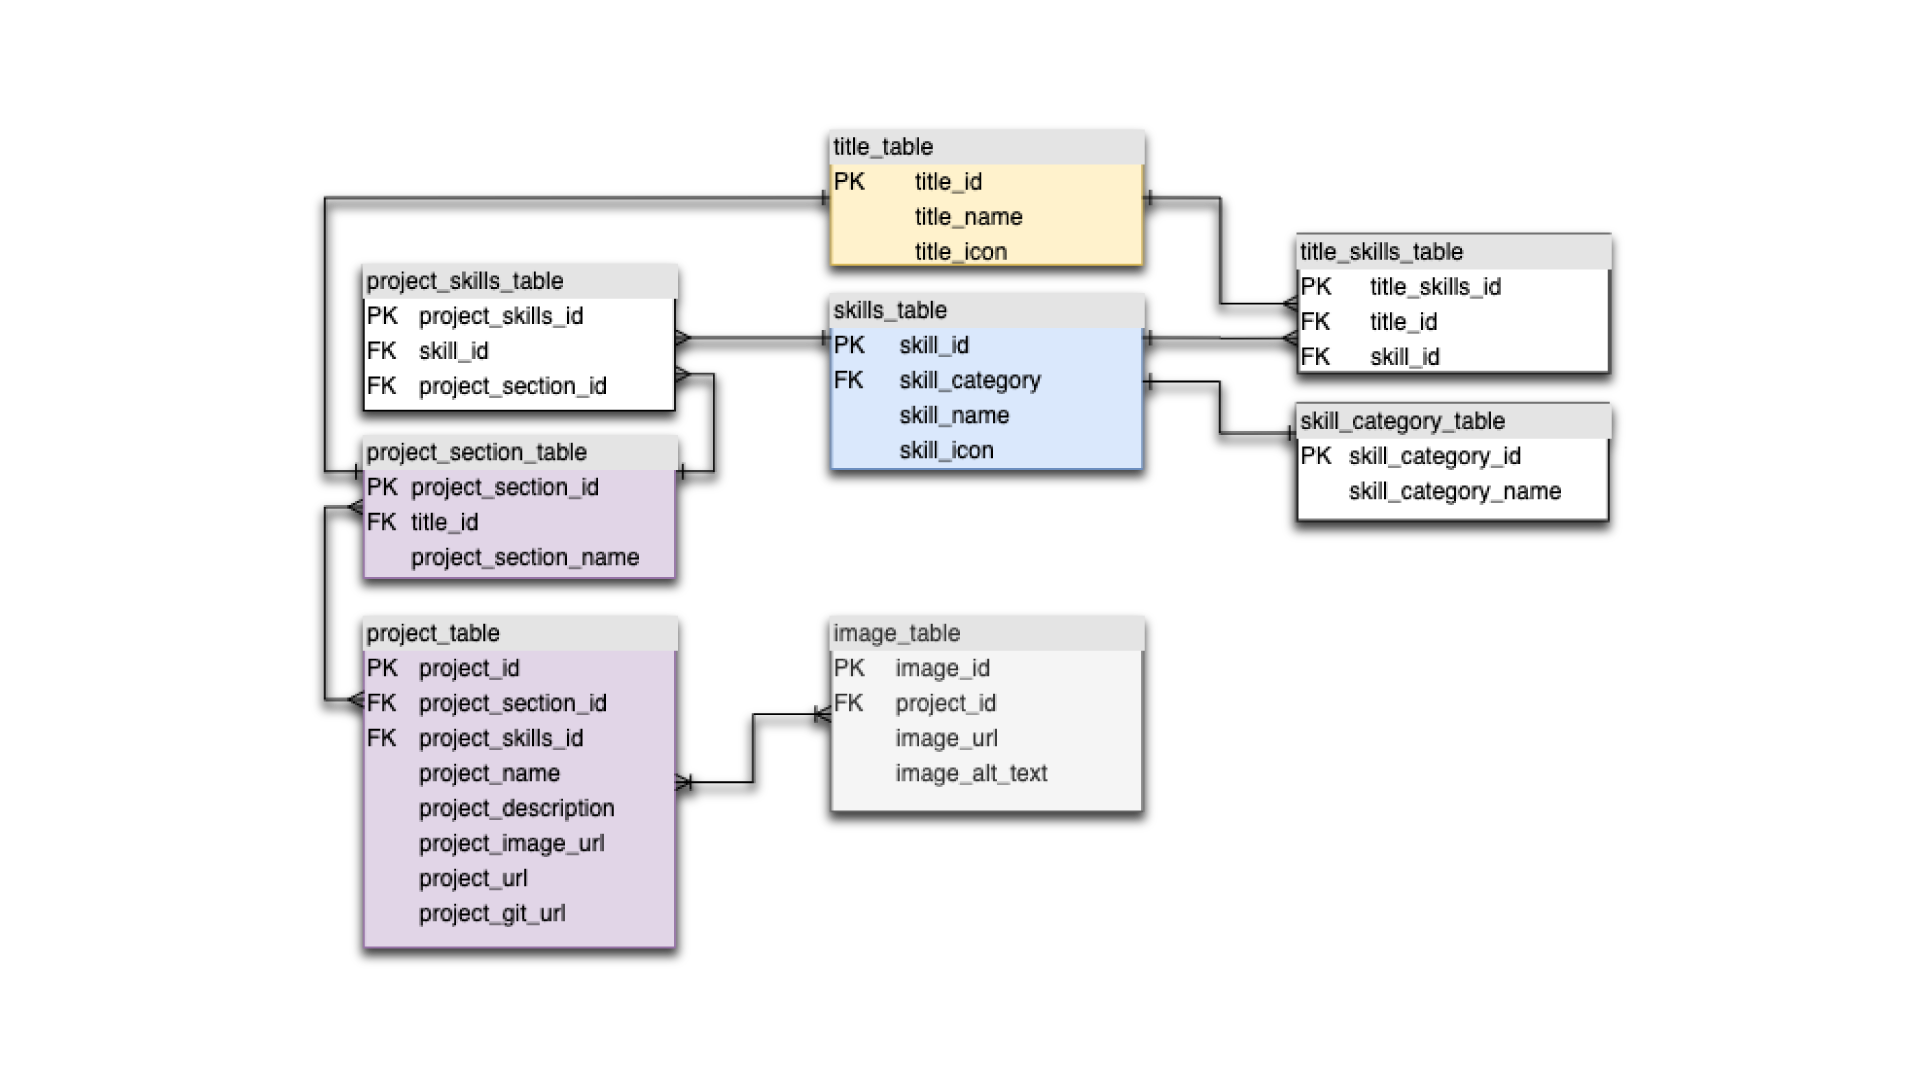 title_table
PK title_id
title_name
title_icon
project_skills_table
PK project_skills_id
FK skill_id
FK project_section_id
skills_table
PK skill_id
FK skill_category
skill_name
skill_icon
title_skills_table
PK title_skills_id
FK title_id
FK skill_id
skill_category_table
PK skill_category_id
skill_category_name
project_section_table
PK project_section_id
FK title_id
project_section_name
project_table
PK project_id
FK project_section_id
FK project_skills_id
project_name
project_description
project_image_url
project_url
project_git_url
image_table
PK image_id
FK project_id
image_url
image_alt_text